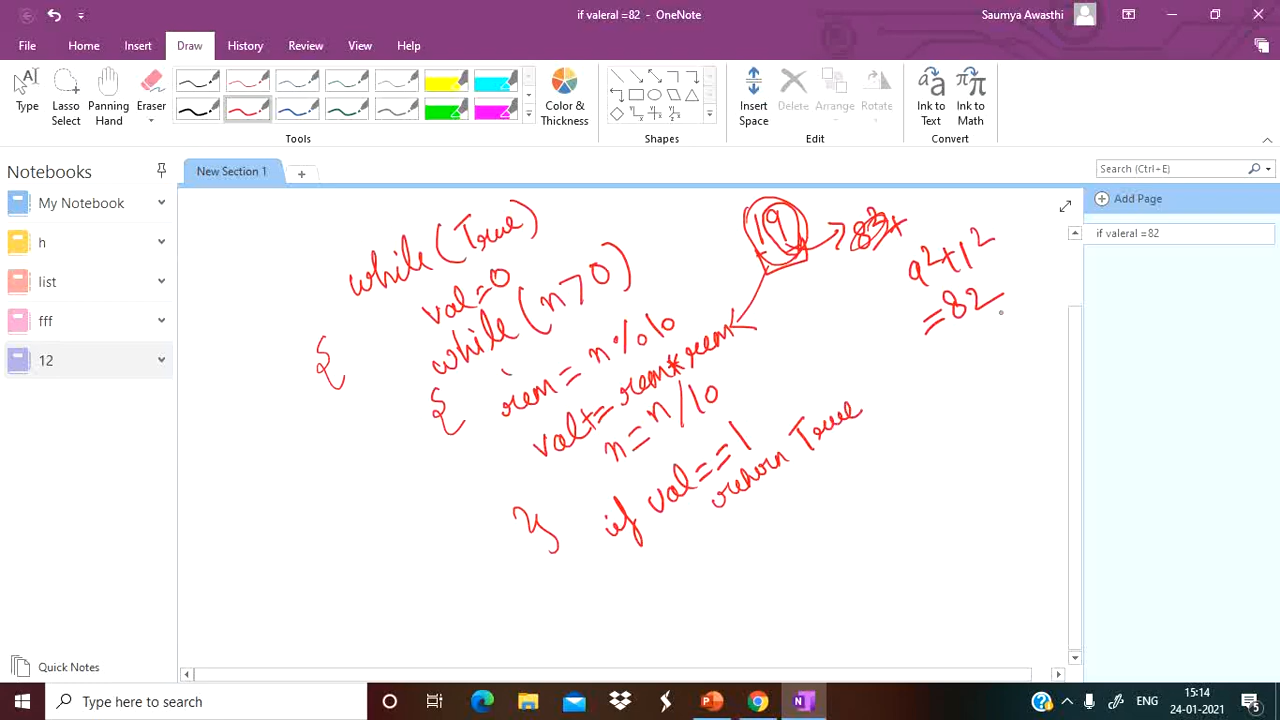 if valeral =82 - OneNote
Saumya Awasthi
File Home Insert Draw History Review View Help
Type
Lasso Select
Panning Hand
Eraser
Color & Thickness
Insert Space
Delete
Arrange
Rotate
Ink to Text
Ink to Math
Tools
Shapes
Edit
Convert
Notebooks
New Section 1
Search (Ctrl+E)
My Notebook
h
list
fff
12
Quick Notes
Add Page
if valeral =82
while(True)
val=0
{ while(n>0)
{ rem=n%10
val+=rem*rem
n=n/10
} if val==1
return True
19
9²+1²
=82
Type here to search
ENG
15:14
24-01-2021
5